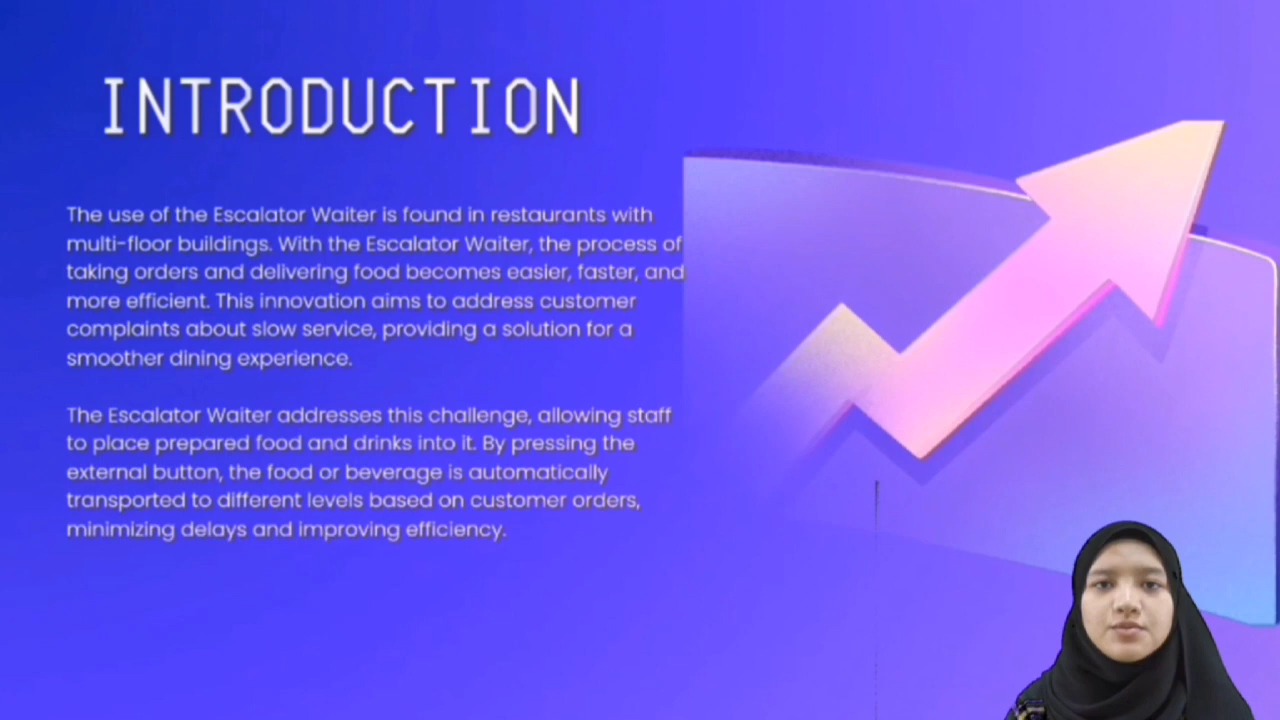 INTRODUCTION
The use of the Escalator Waiter is found in restaurants with
multi-floor buildings. With the Escalator Waiter, the process of
taking orders and delivering food becomes easier, faster, and
more efficient. This innovation aims to address customer
complaints about slow service, providing a solution for a
smoother dining experience.
The Escalator Waiter addresses this challenge, allowing staff
to place prepared food and drinks into it. By pressing the
external button, the food or beverage is automatically
transported to different levels based on customer orders,
minimizing delays and improving efficiency.